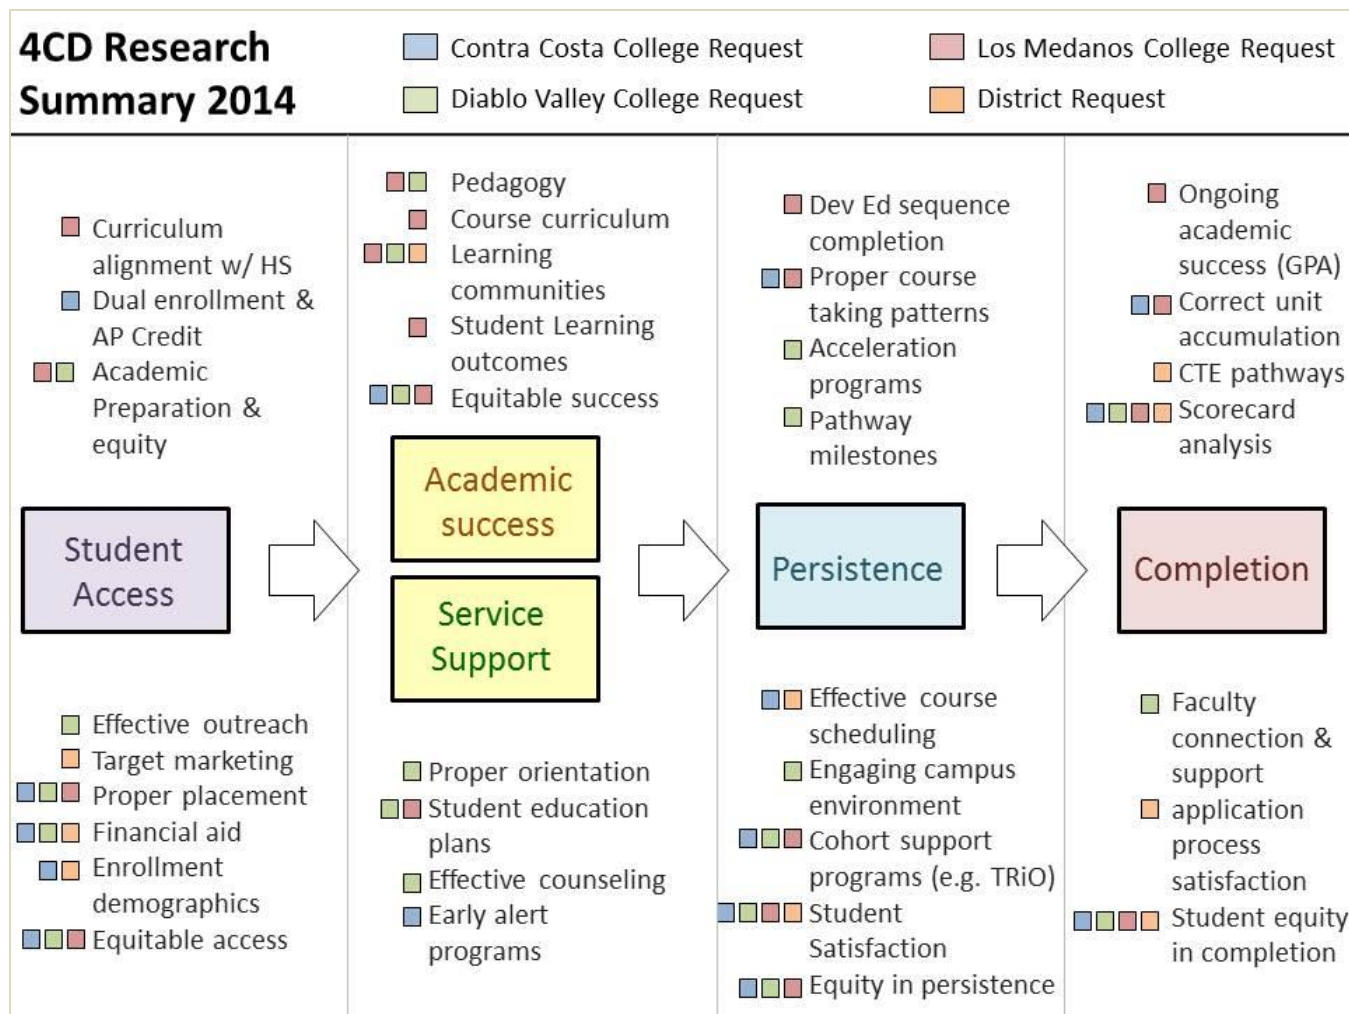 4CD Research
Summary 2014
Contra Costa College Request
Los Medanos College Request
Diablo Valley College Request
District Request
Curriculum
alignment w/ HS
Dual enrollment &
AP Credit
Academic
Preparation &
equity
Student
Access
Effective outreach
Target marketing
Proper placement
Financial aid
Enrollment
demographics
Equitable access
Pedagogy
Course curriculum
Learning
communities
Student Learning
outcomes
Equitable success
Academic
success
Service
Support
Proper orientation
Student education
plans
Effective counseling
Early alert
programs
Dev Ed sequence
completion
Proper course
taking patterns
Acceleration
programs
Pathway
milestones
Persistence
Effective course
scheduling
Engaging campus
environment
Cohort support
programs (e.g. TRiO)
Student
Satisfaction
Equity in persistence
Ongoing
academic
success (GPA)
Correct unit
accumulation
CTE pathways
Scorecard
analysis
Completion
Faculty
connection &
support
application
process
satisfaction
Student equity
in completion